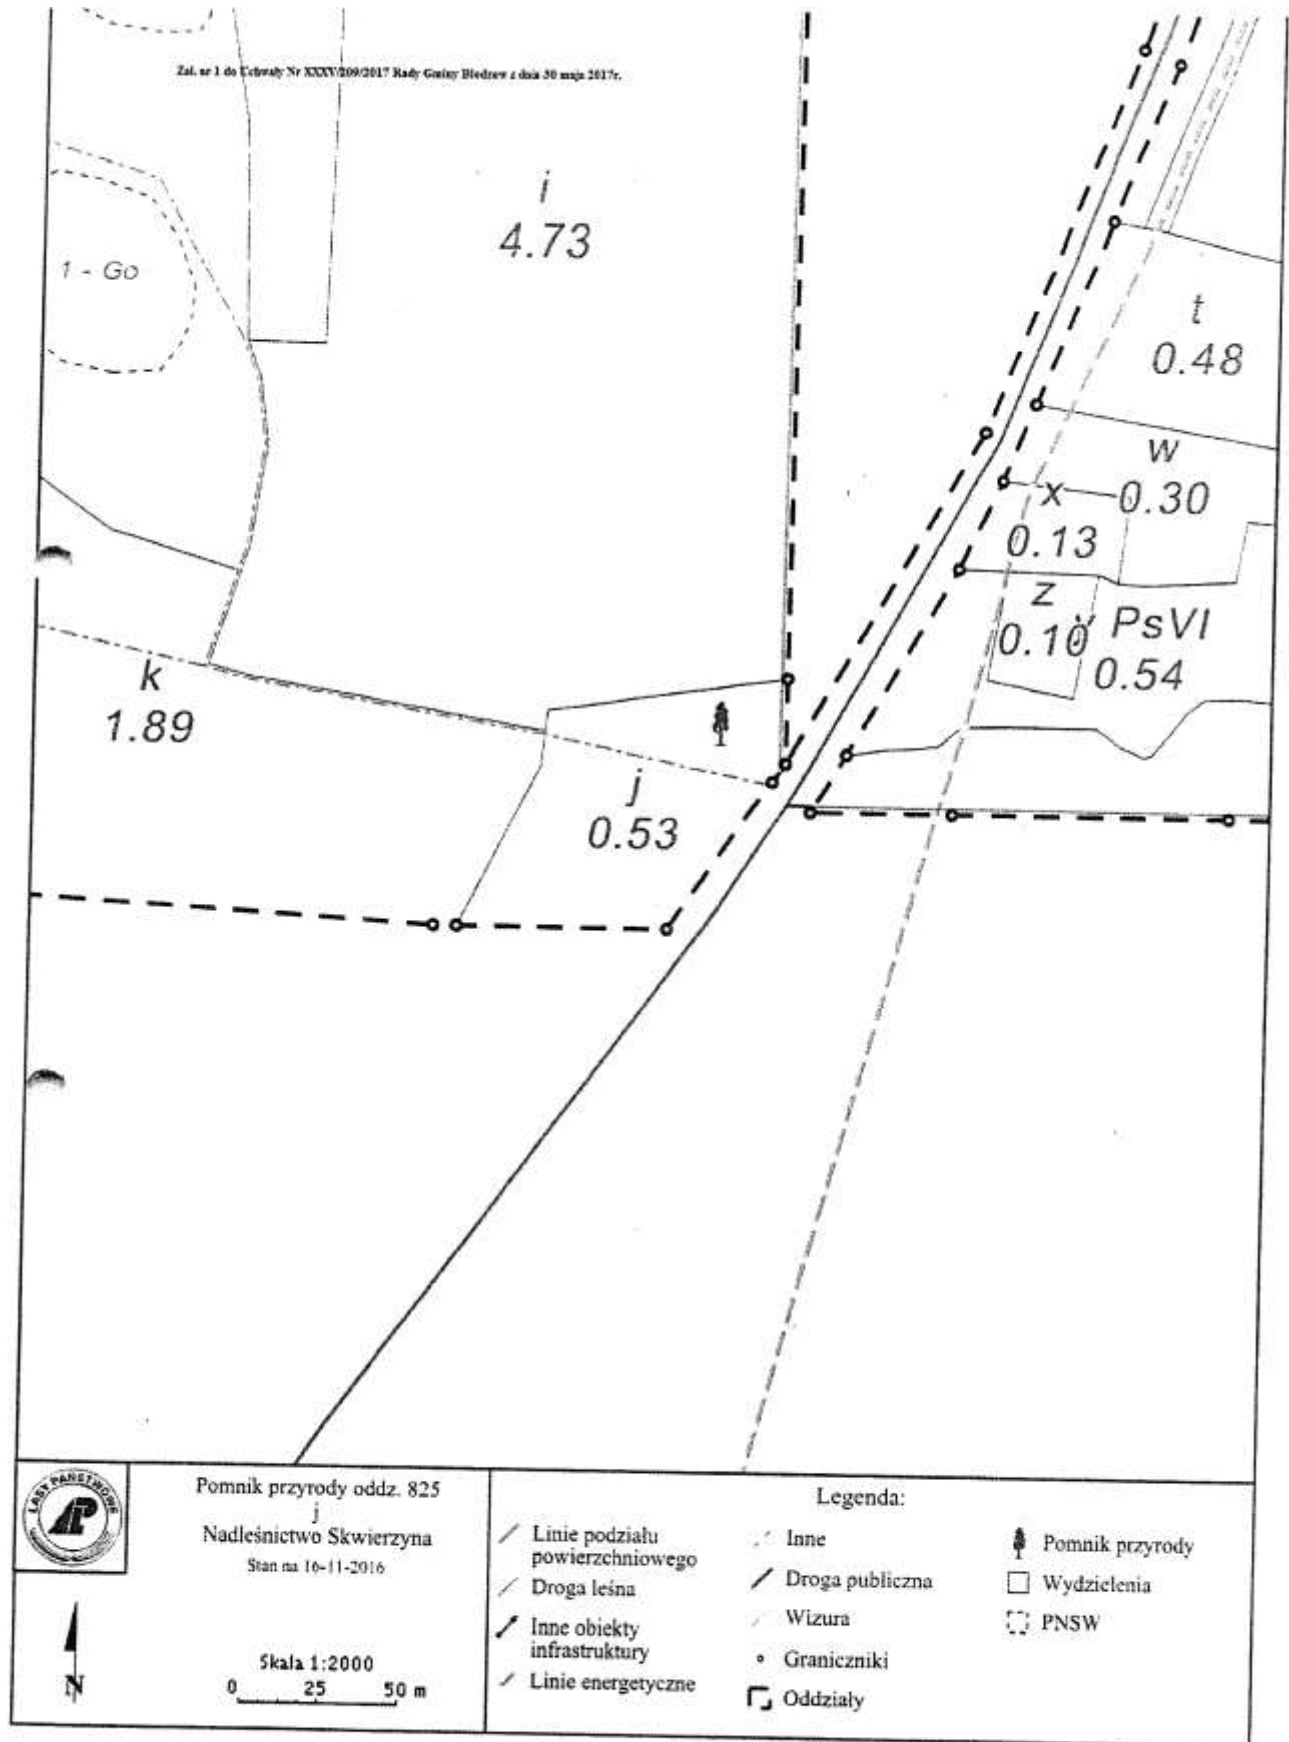 Zał. nr 1 do Uchwały Nr XXXV/209/2017 Rady Gminy Bledzew z dnia 30 maja 2017r.
i
4.73
1 - Go
t
0.48
w
0.30
x
0.13
z
0.10
PsVI
0.54
k
1.89
j
0.53
LASY PAŃSTWOWE
Pomnik przyrody oddz. 825
j
Nadleśnictwo Skwierzyna
Stan na 16-11-2016
N
Skala 1:2000
0 25 50 m
Legenda:
Linie podziału
powierzchniowego
Droga leśna
Inne obiekty
infrastruktury
Linie energetyczne
Inne
Droga publiczna
Wizura
Graniczniki
Oddziały
Pomnik przyrody
Wydzielenia
PNSW